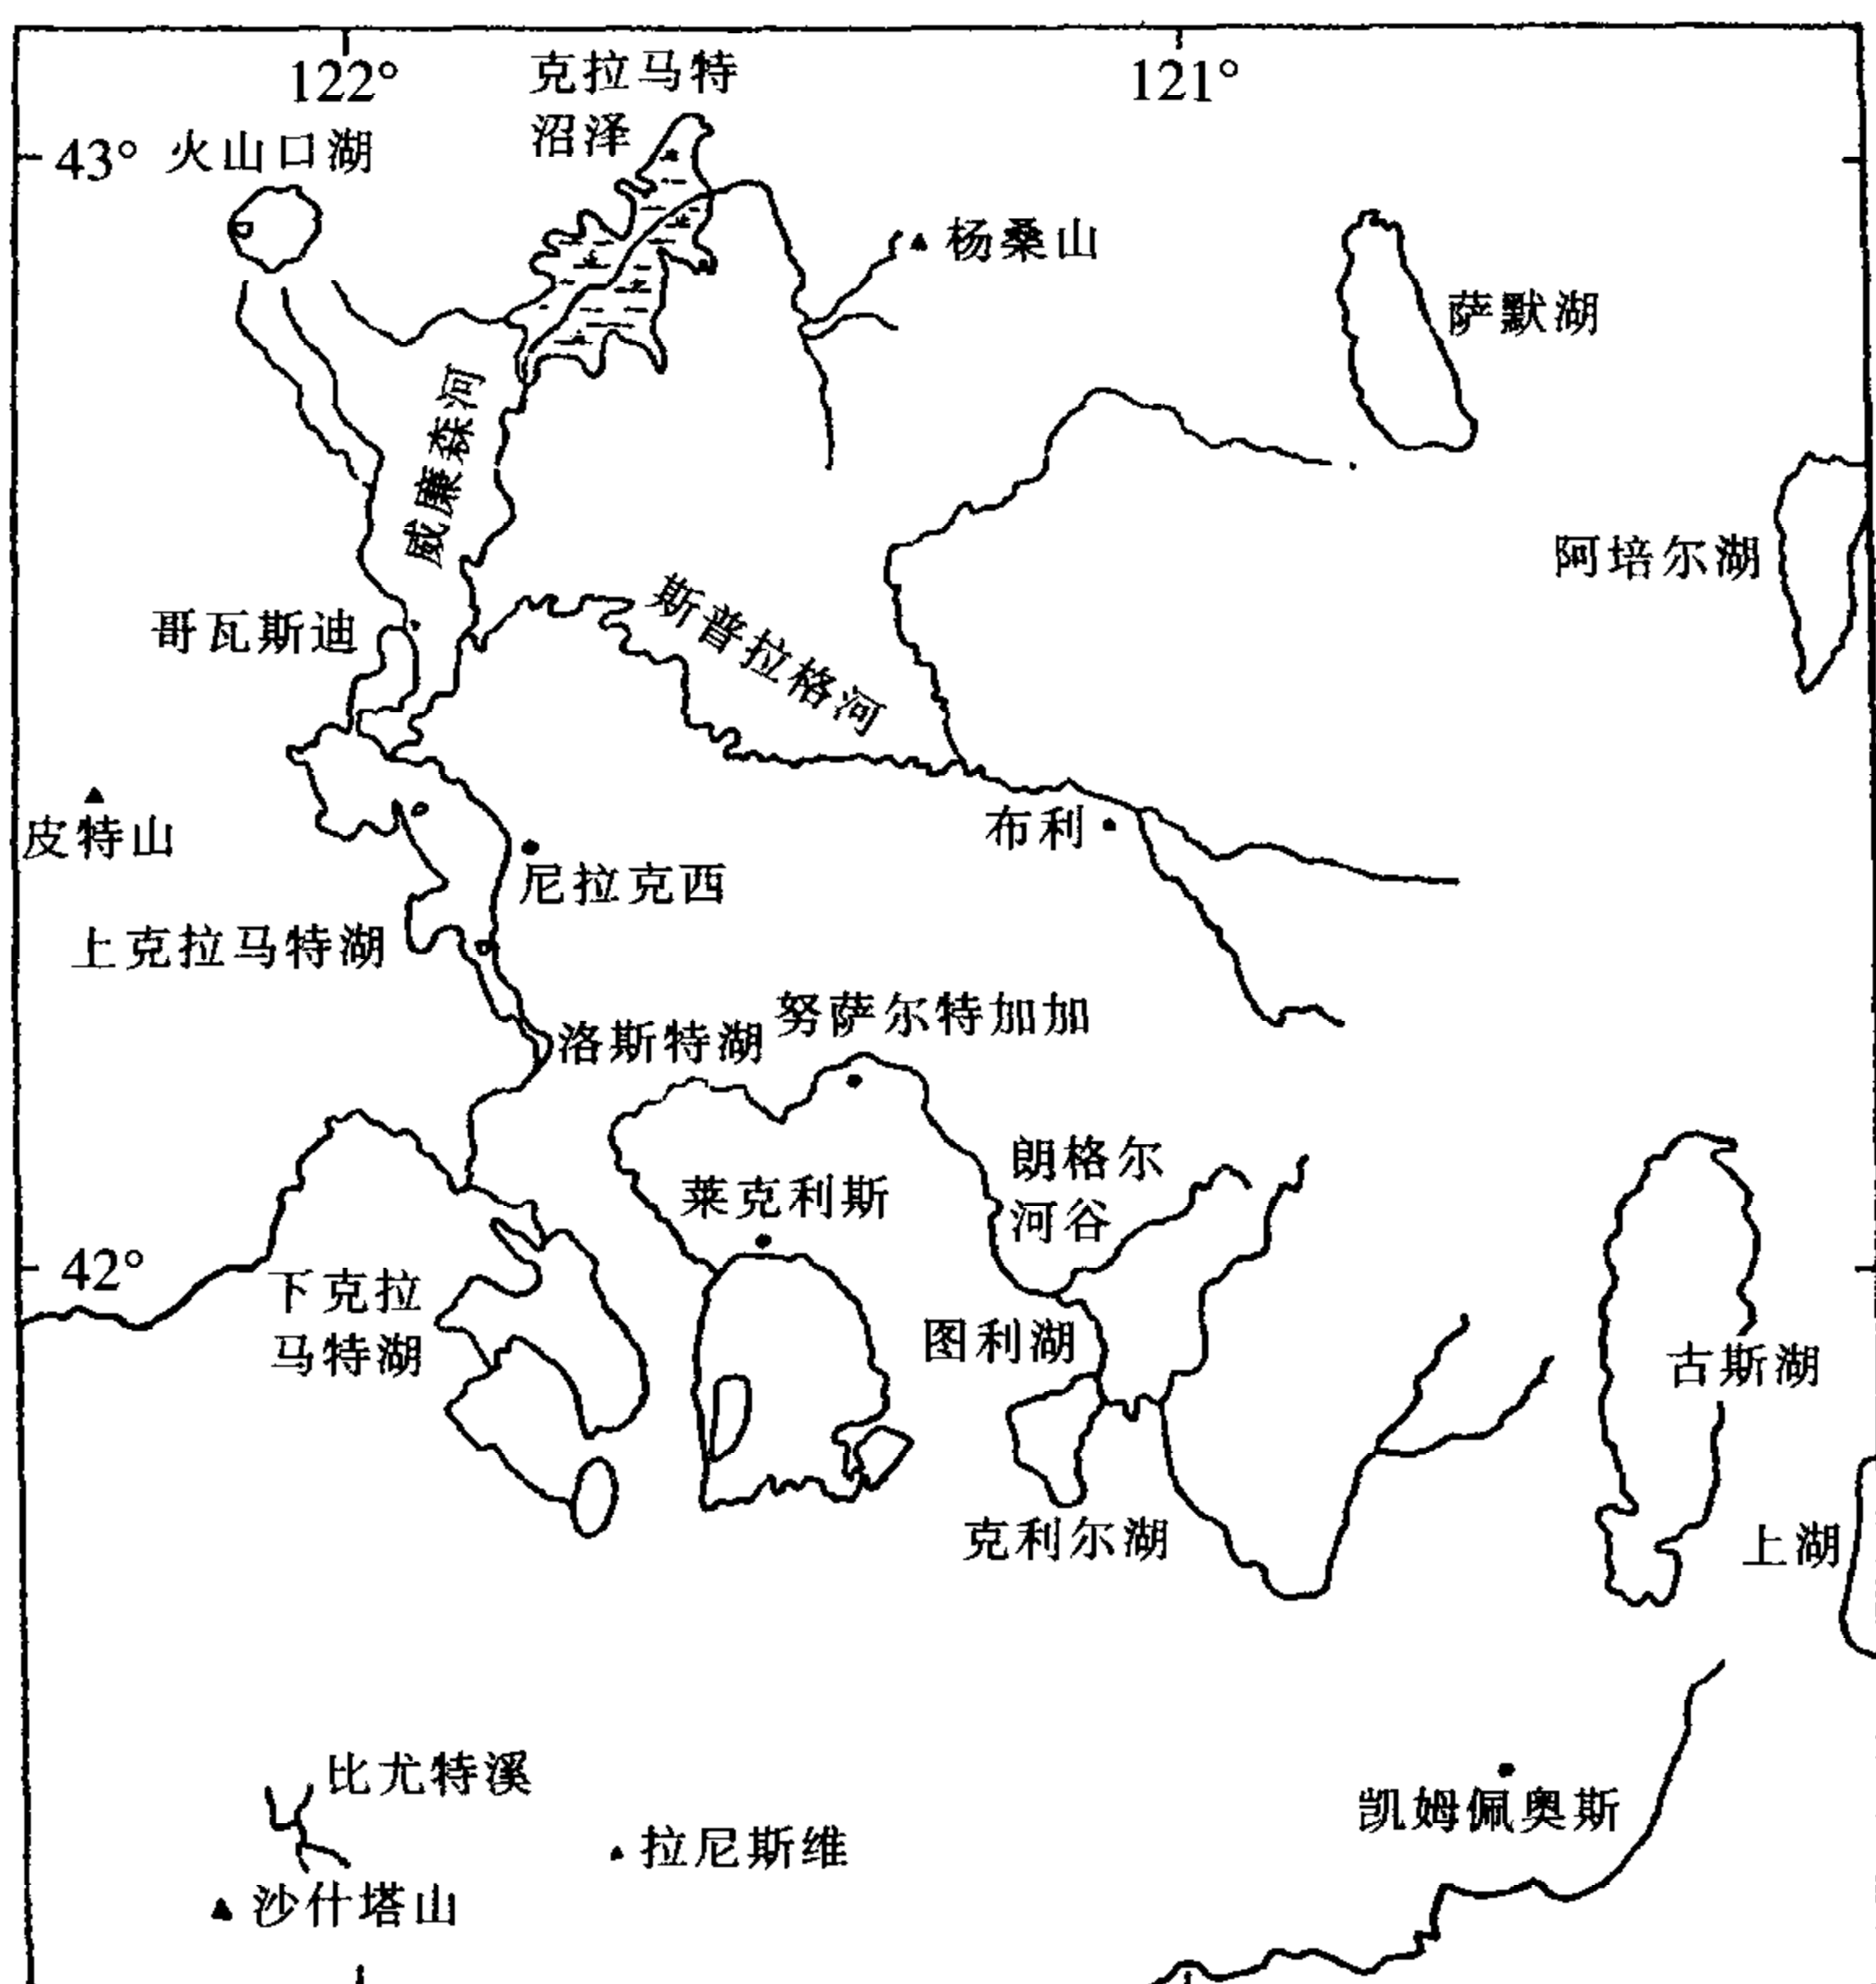 122°
克拉马特
沼泽
121°
43°
火山口湖
杨桑山
萨默湖
威廉森河
阿培尔湖
哥瓦斯迪
斯普拉格河
皮特山
布利
尼拉克西
上克拉马特湖
努萨尔特加加
洛斯特湖
朗格尔
河谷
莱克利斯
42°
下克拉
马特湖
图利湖
古斯湖
克利尔湖
上湖
比尤特溪
凯姆佩奥斯
拉尼斯维
沙什塔山